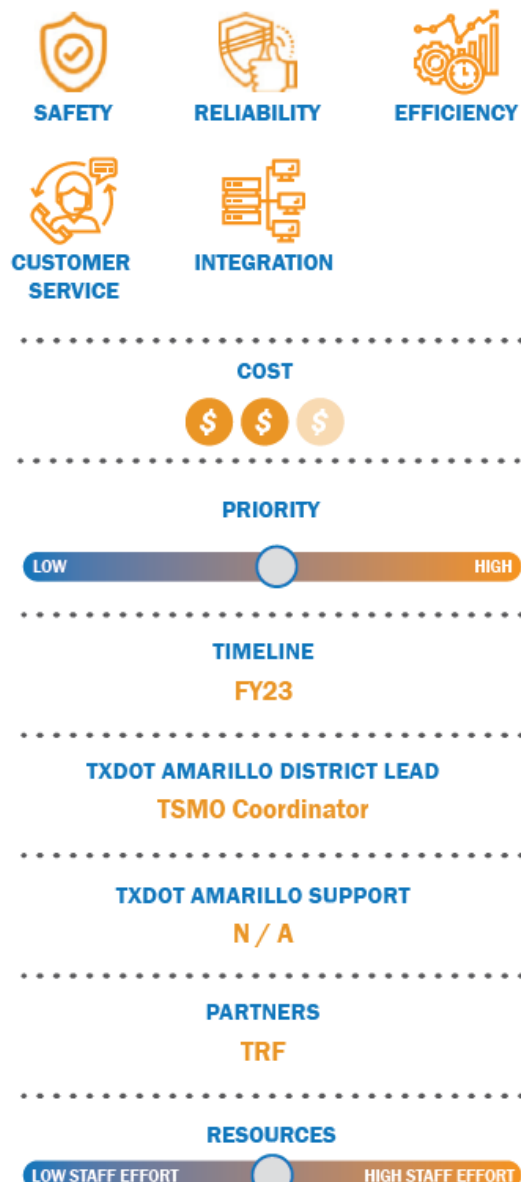 SAFETY
RELIABILITY
EFFICIENCY
CUSTOMER
SERVICE
INTEGRATION
COST
$ $ $
PRIORITY
LOW HIGH
TIMELINE
FY23
TXDOT AMARILLO DISTRICT LEAD
TSMO Coordinator
TXDOT AMARILLO SUPPORT
N / A
PARTNERS
TRF
RESOURCES
LOW STAFF EFFORT HIGH STAFF EFFORT